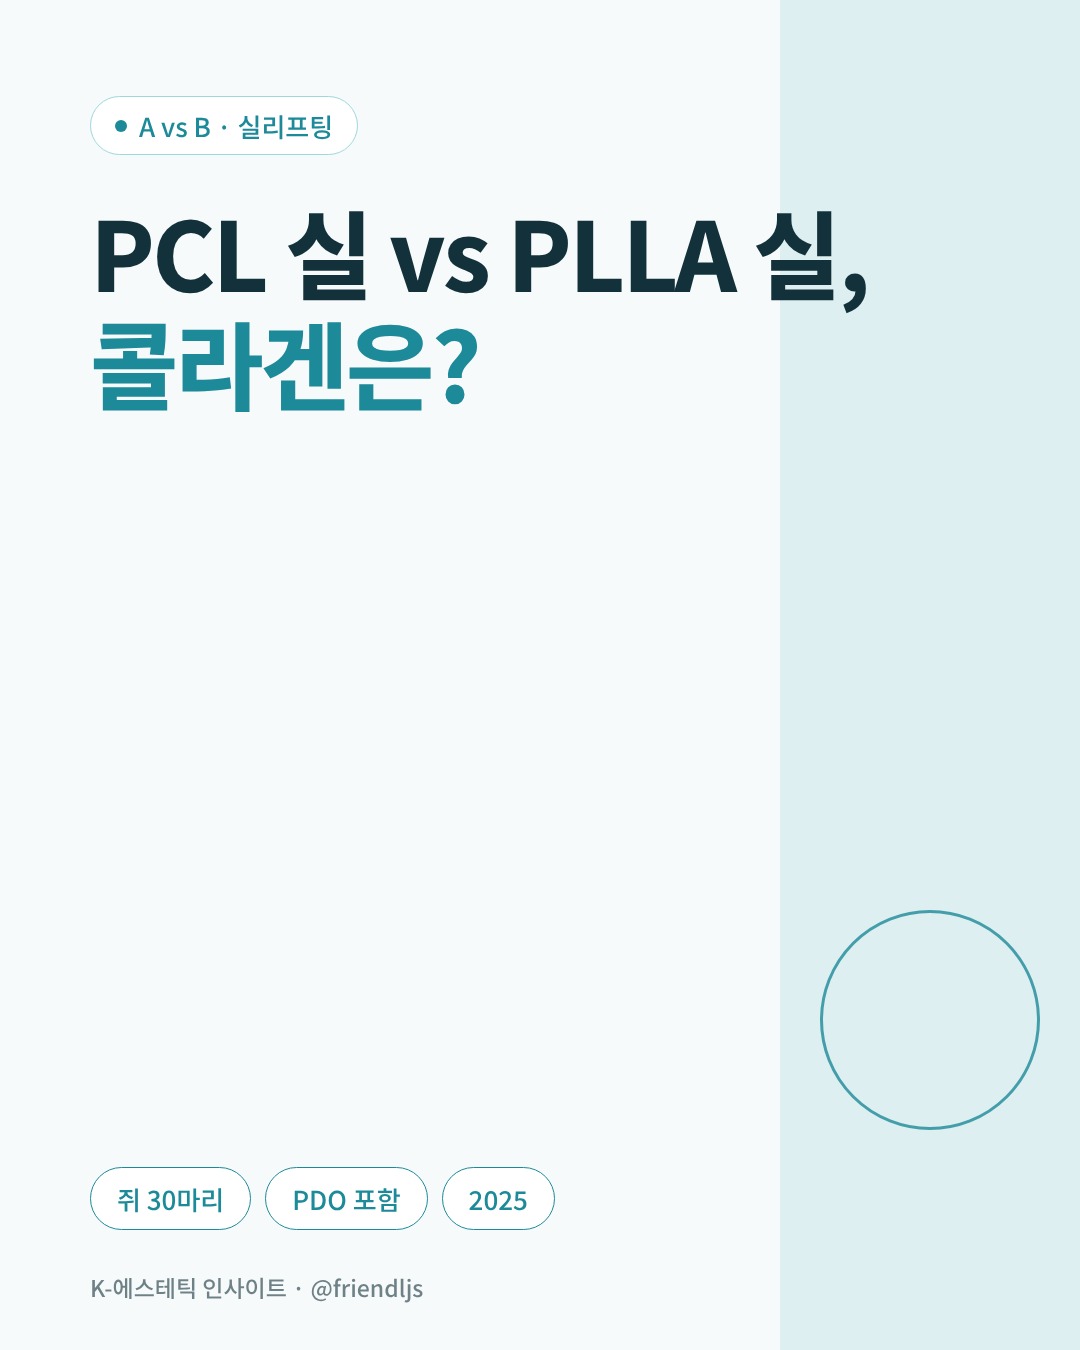 A vs B · 실리프팅
PCL 실 vs PLLA 실,
콜라겐은?
쥐 30마리
PDO 포함
2025
K-에스테틱 인사이트 · @friendljs